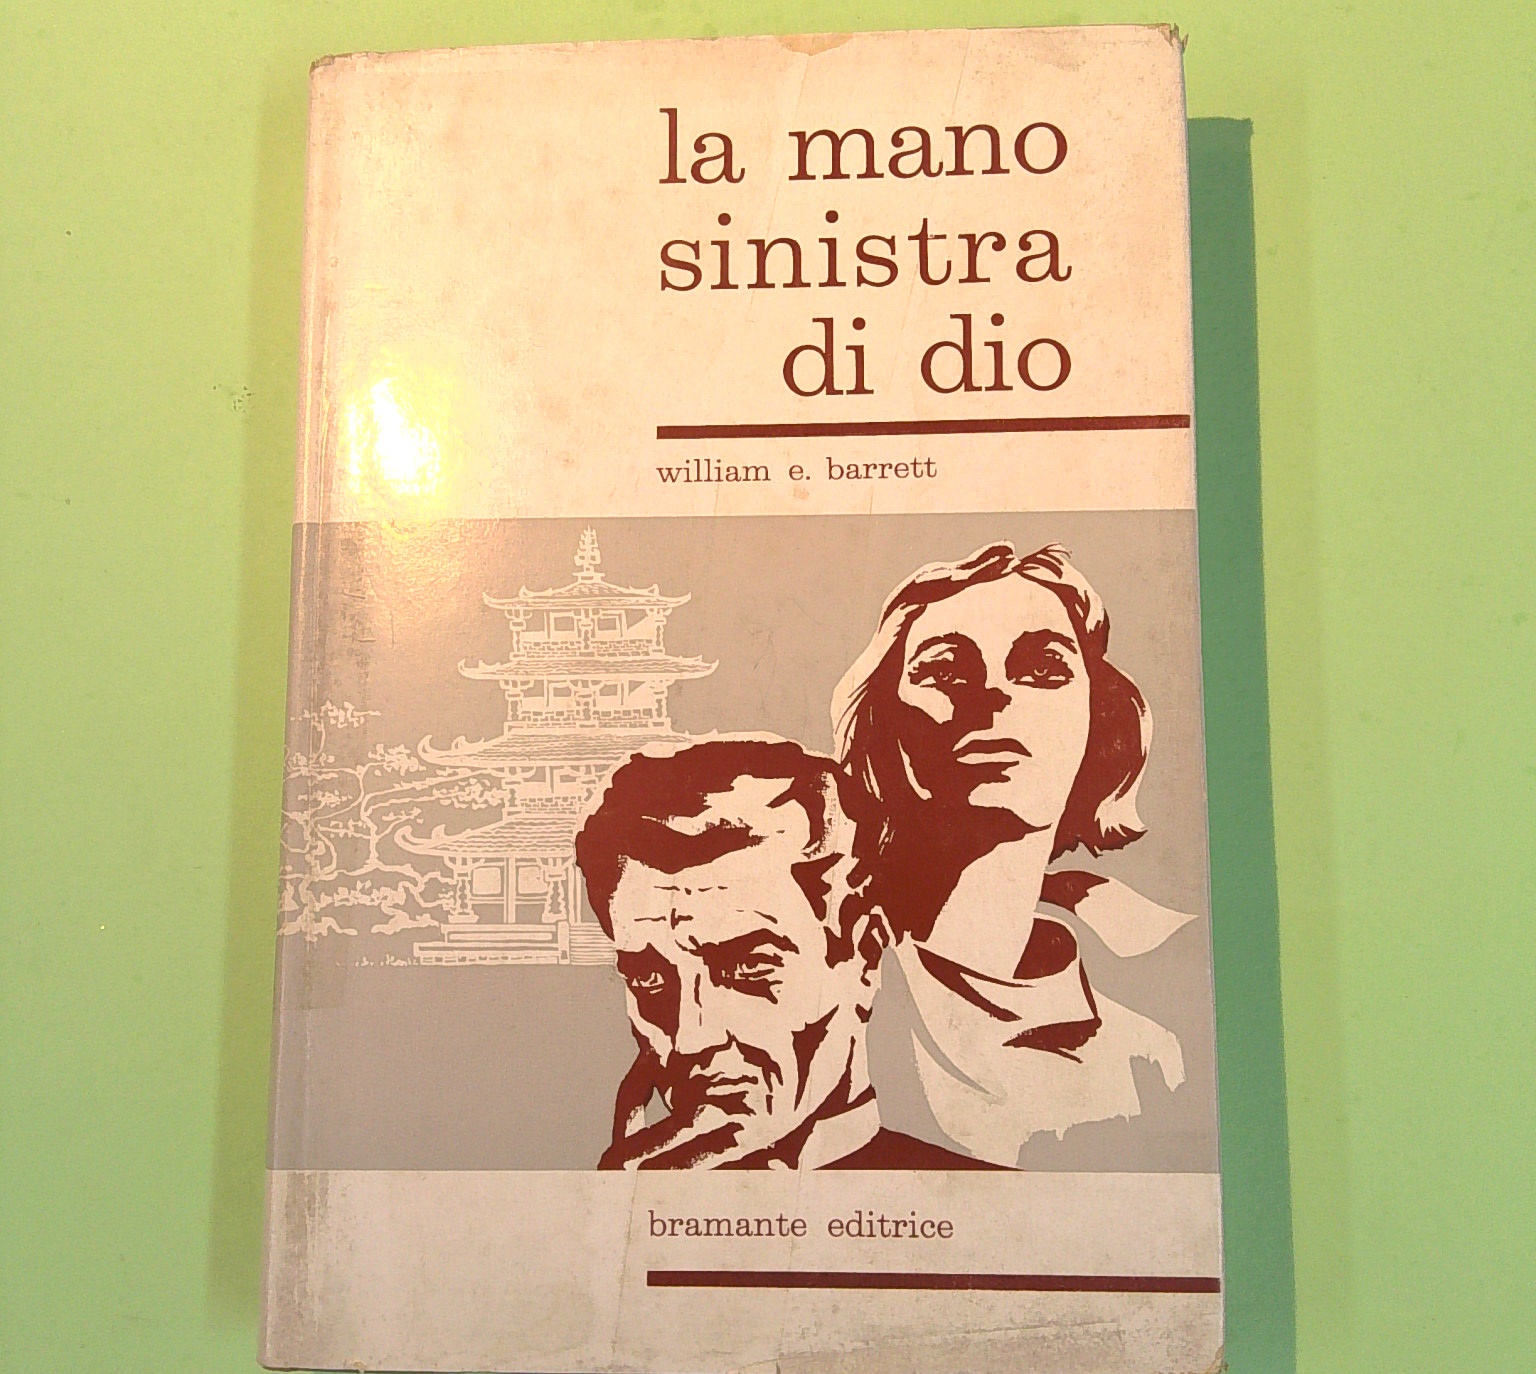 la mano
sinistra
di dio
william e. barrett
bramante editrice